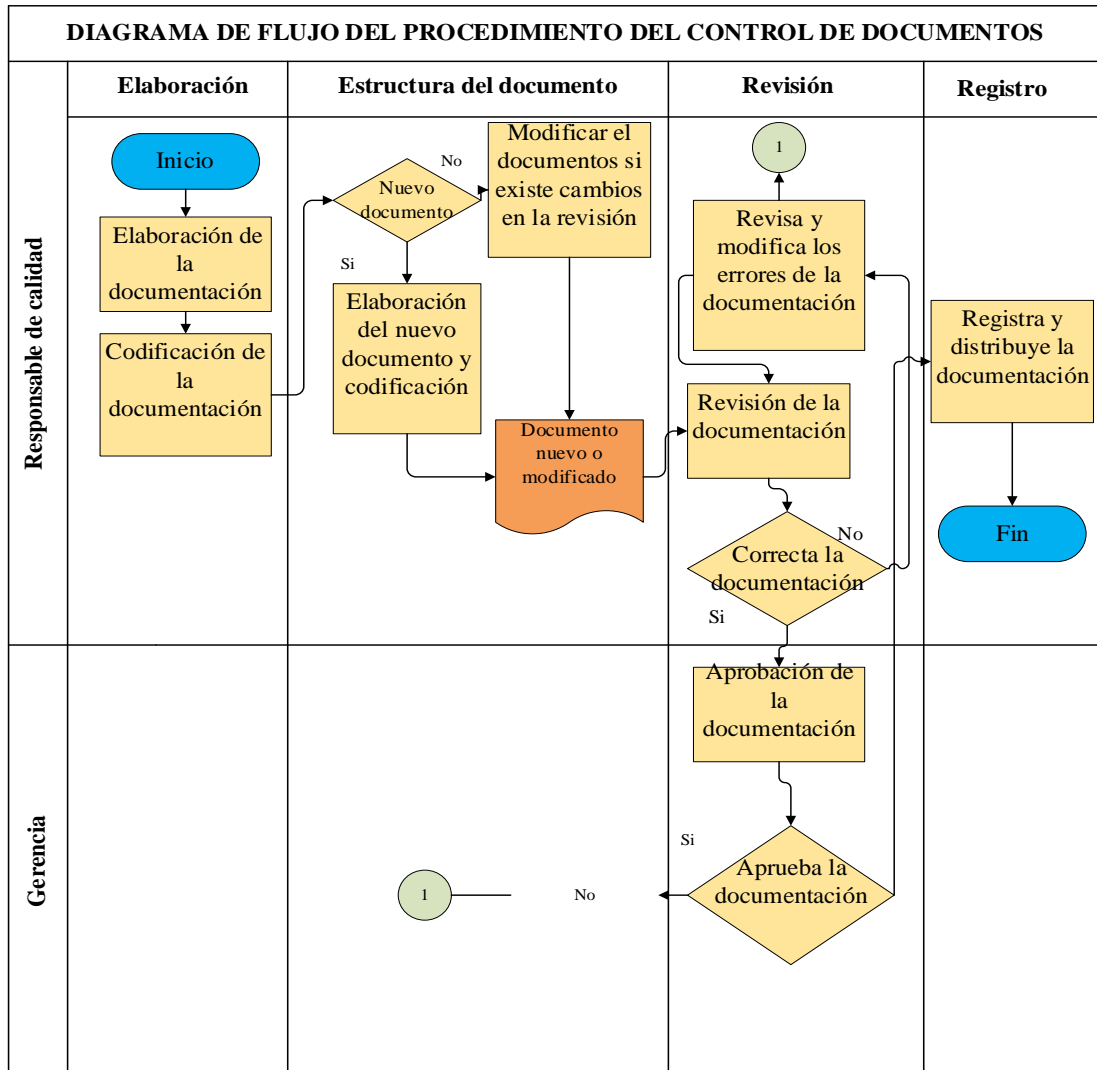 DIAGRAMA DE FLUJO DEL PROCEDIMIENTO DEL CONTROL DE DOCUMENTOS
Elaboración
Estructura del documento
Revisión
Registro
Responsable de calidad
Inicio
Elaboración de
la
documentación
Codificación de
la
documentación
Nuevo
documento
No
Si
Modificar el
documentos si
existe cambios
en la revisión
Elaboración
del nuevo
documento y
codificación
Documento
nuevo o
modificado
1
Revisa y
modifica los
errores de la
documentación
Revisión de la
documentación
Correcta la
documentación
No
Si
Registra y
distribuye la
documentación
Fin
Gerencia
Aprobación de
la
documentación
Si
Aprueba la
documentación
No
1